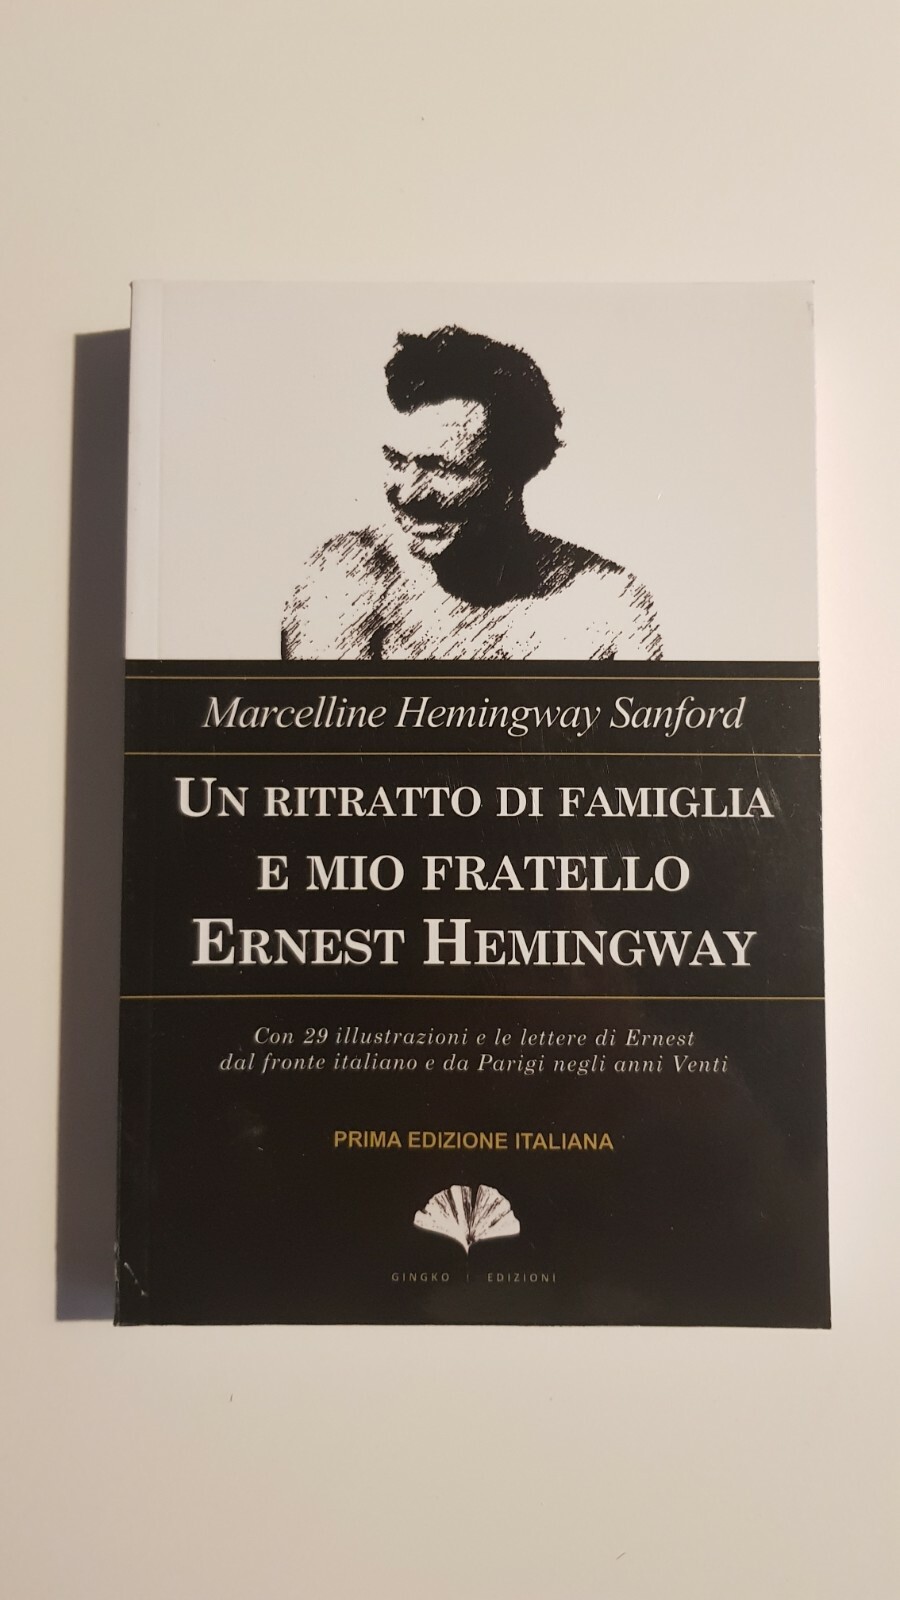 Marcelline Hemingway Sanford
UN RITRATTO DI FAMIGLIA
E MIO FRATELLO
ERNEST HEMINGWAY
Con 29 illustrazioni e le lettere di Ernest
dal fronte italiano e da Parigi negli anni Venti
PRIMA EDIZIONE ITALIANA
GINGKO | EDIZIONI